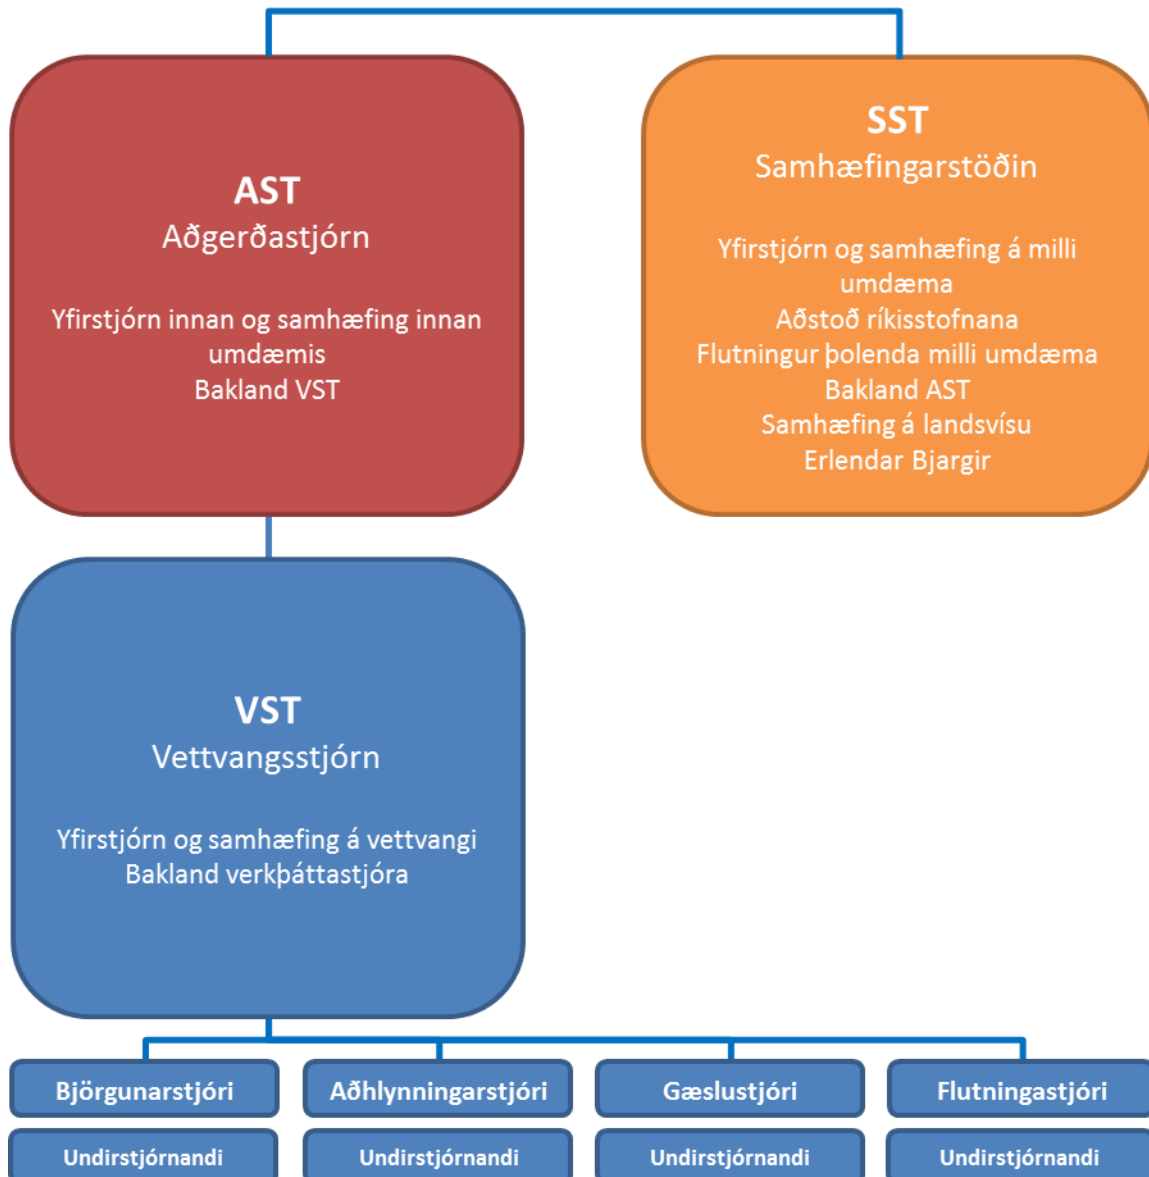 AST
Aðgerðastjórn
Yfirstjórn innan og samhæfing innan
umdæmis
Bakland VST
SST
Samhæfingarstöðin
Yfirstjórn og samhæfing á milli
umdæma
Aðstoð ríkisstofnana
Flutningur þolenda milli umdæma
Bakland AST
Samhæfing á landsvísu
Erlendar Bjargir
VST
Vettvangsstjórn
Yfirstjórn og samhæfing á vettvangi
Bakland verkþáttastjóra
Björgunarstjóri
Aðhlynningarstjóri
Gæslustjóri
Flutningastjóri
Undirstjórnandi
Undirstjórnandi
Undirstjórnandi
Undirstjórnandi